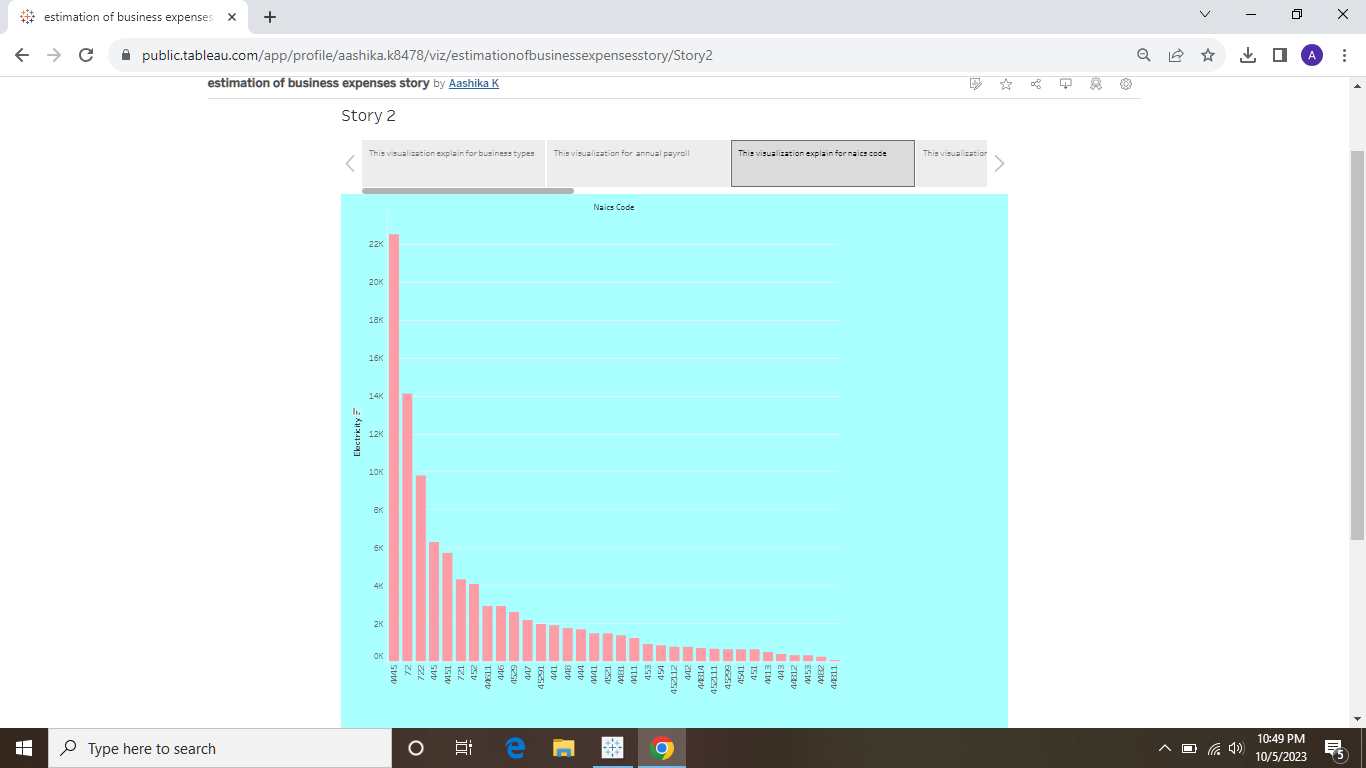 estimation of business expenses
public.tableau.com/app/profile/aashika.k8478/viz/estimationofbusinessexpensesstory/Story2
A
estimation of business expenses story by Aashika K
Story 2
This visualization explain for business types
This visualization for annual payroll
This visualization explain for naics code
This visualization
Naics Code
22K
20K
18K
16K
14K
12K
10K
8K
6K
4K
2K
0K
Electricity
4445
72
722
445
4451
721
452
44611
446
4529
447
45291
441
448
444
4441
4521
4481
4411
453
454
452112
442
44814
452111
45299
4541
451
4413
443
44812
4453
4482
44811
Type here to search
10:49 PM
10/5/2023
5